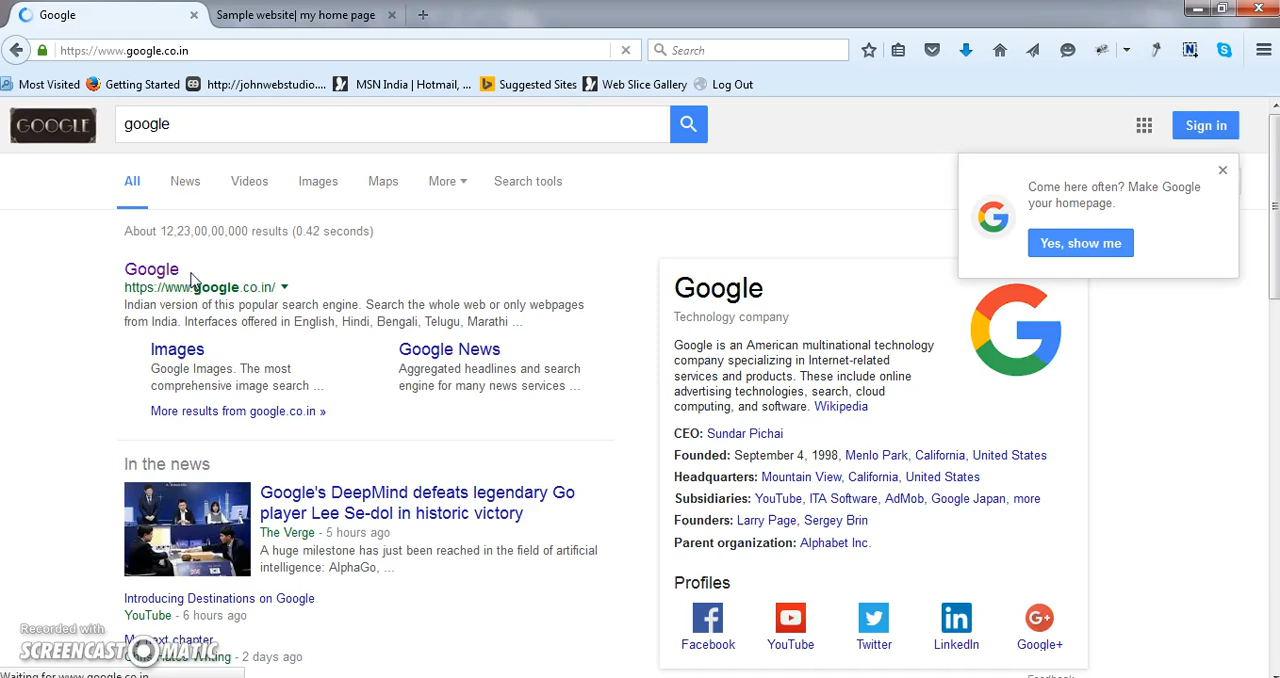 Google
Sample website| my home page
https://www.google.co.in
Search
Most Visited
Getting Started
http://johnwebstudio....
MSN India | Hotmail, ...
Suggested Sites
Web Slice Gallery
Log Out
GOOGLE
google
Sign in
Come here often? Make Google
your homepage.
Yes, show me
All
News
Videos
Images
Maps
More
Search tools
About 12,23,00,00,000 results (0.42 seconds)
Google
https://www.google.co.in/
Indian version of this popular search engine. Search the whole web or only webpages
from India. Interfaces offered in English, Hindi, Bengali, Telugu, Marathi ...
Images
Google Images. The most
comprehensive image search ...
Google News
Aggregated headlines and search
engine for many news services ...
More results from google.co.in »
In the news
Google's DeepMind defeats legendary Go
player Lee Se-dol in historic victory
The Verge - 5 hours ago
A huge milestone has just been reached in the field of artificial
intelligence: AlphaGo, ...
Introducing Destinations on Google
YouTube - 6 hours ago
My next chapter
Writing - 2 days ago
Recorded with
SCREENCAST MATIC
Waiting for www.google.co.in
Google
Technology company
Google is an American multinational technology
company specializing in Internet-related
services and products. These include online
advertising technologies, search, cloud
computing, and software. Wikipedia
CEO: Sundar Pichai
Founded: September 4, 1998, Menlo Park, California, United States
Headquarters: Mountain View, California, United States
Subsidiaries: YouTube, ITA Software, AdMob, Google Japan, more
Founders: Larry Page, Sergey Brin
Parent organization: Alphabet Inc.
Profiles
Facebook
YouTube
Twitter
LinkedIn
Google+